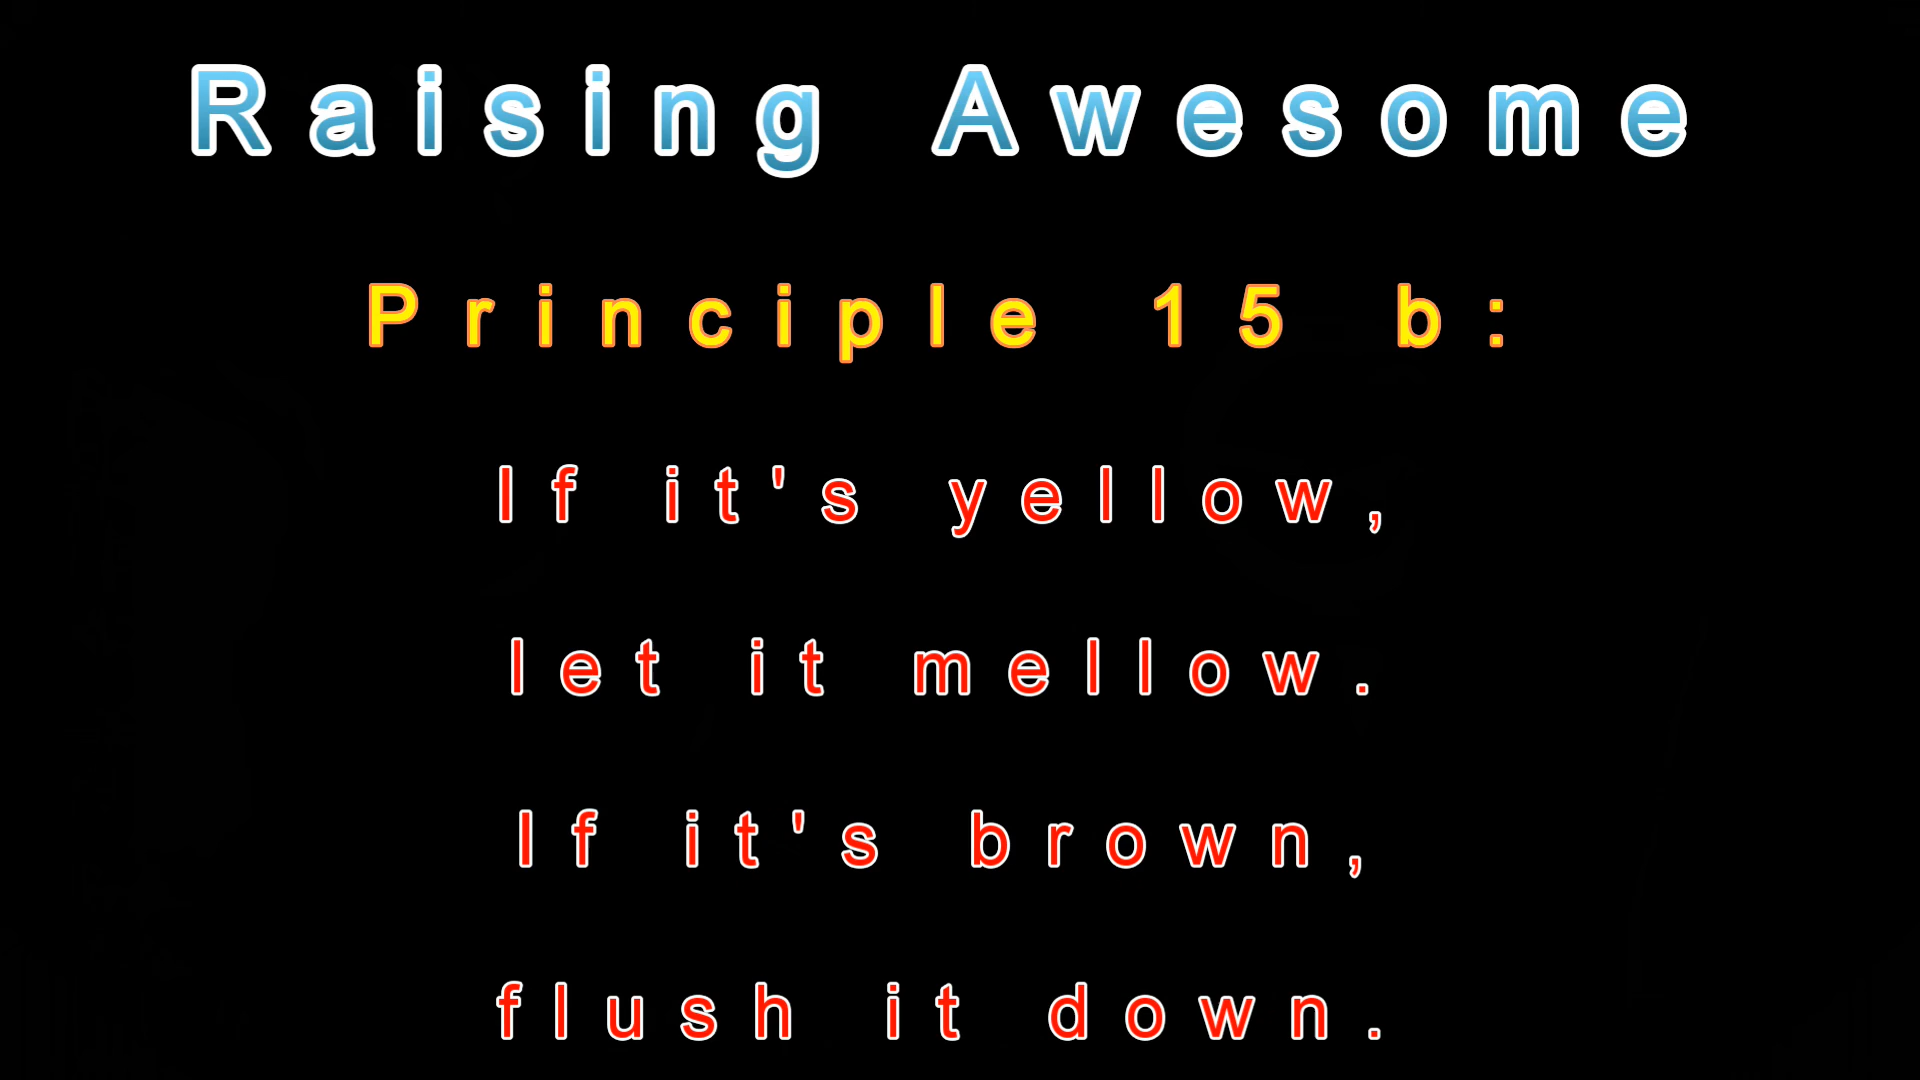 Raising Awesome
Principle 15 b:
If it's yellow,
let it mellow.
If it's brown,
flush it down.